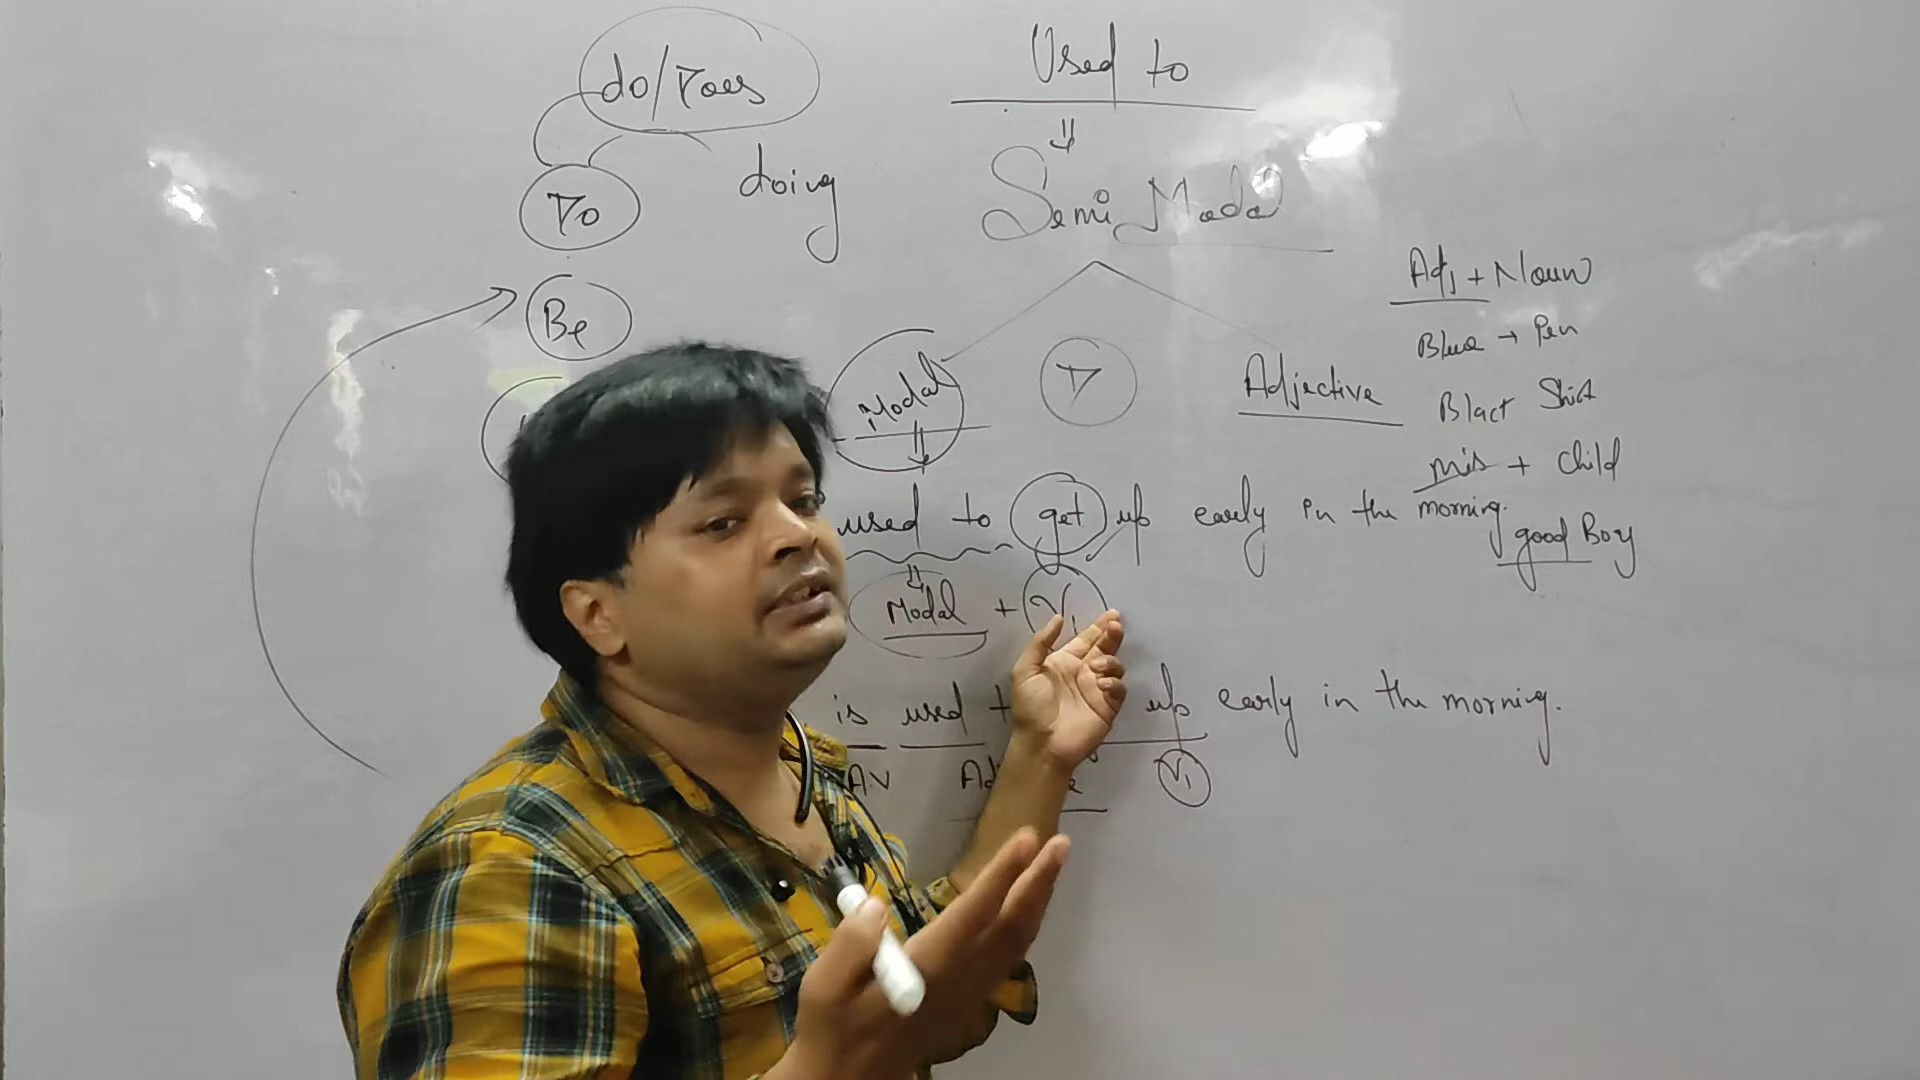 do/Does
Used to
⇓
doing
Do
Semi Modal
Be
Adj + Noun
Blue → Pen
Modal
D
Adjective
Blact Shirt
⇓
Mis + Child
used to get up early in the morning.
good Boy
⇓
Modal + V1
is used t up early in the morning.
AV
Ad
V1